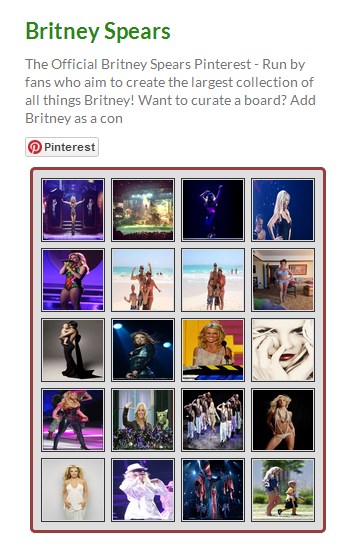 Britney Spears
The Official Britney Spears Pinterest - Run by
fans who aim to create the largest collection of
all things Britney! Want to curate a board? Add
Britney as a con
Pinterest